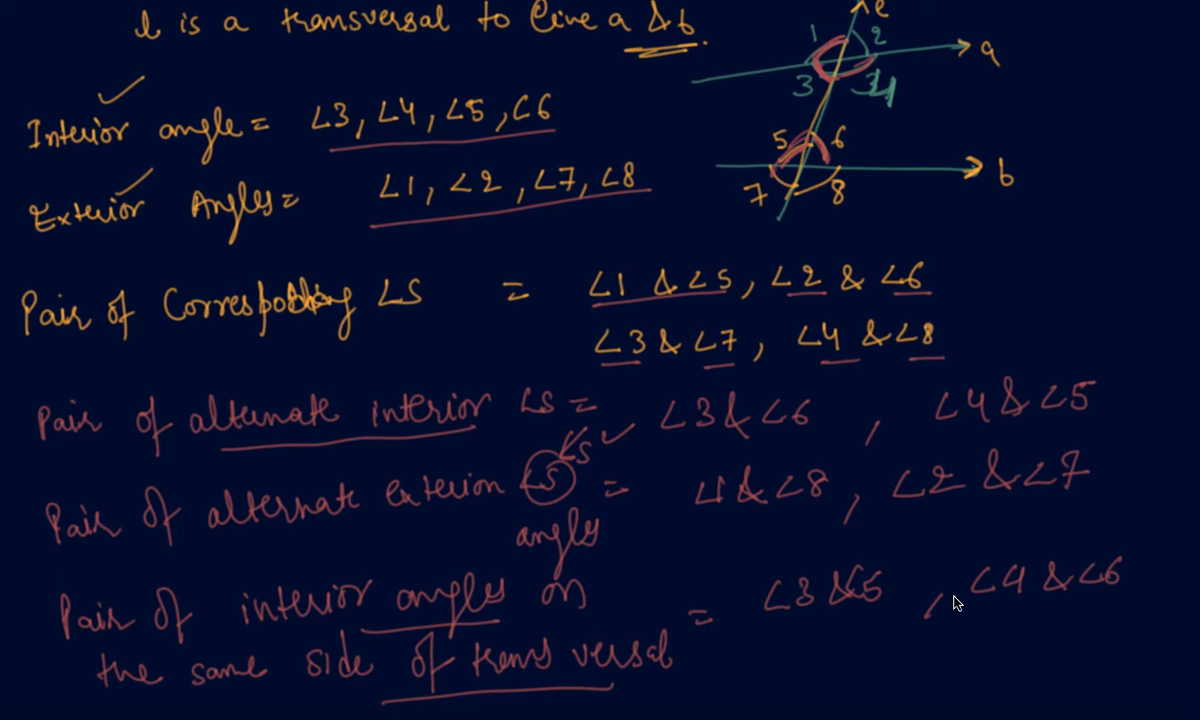 l is a transversal to line a & b.
l
1 2
a
3 4
Interior angle = ∠3, ∠4, ∠5, ∠6
5 6
b
7 8
Exterior Angles = ∠1, ∠2, ∠7, ∠8
Pair of Corresponding ∠S = ∠1 & ∠5, ∠2 & ∠6
∠3 & ∠7, ∠4 & ∠8
Pair of alternate interior ∠S = ∠3 & ∠6, ∠4 & ∠5
∠S
Pair of alternate exterion ∠S = ∠1 & ∠8, ∠2 & ∠7
angles
Pair of interior angles on
the same side of transversal = ∠3 & ∠5, ∠4 & ∠6